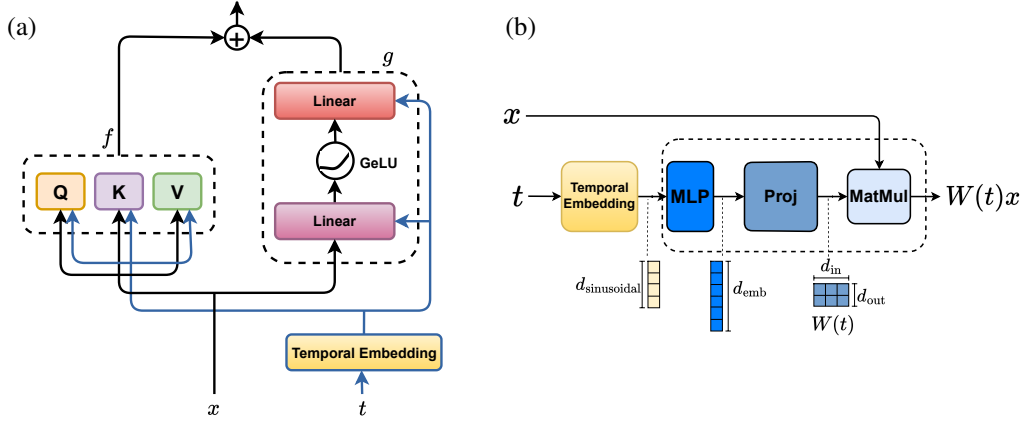 (a)
+
g
Linear
f
GeLU
Q
K
V
Linear
Temporal Embedding
x
t
(b)
x
t
Temporal
Embedding
MLP
Proj
MatMul
W(t)x
d_sinusoidal
d_emb
d_in
d_out
W(t)